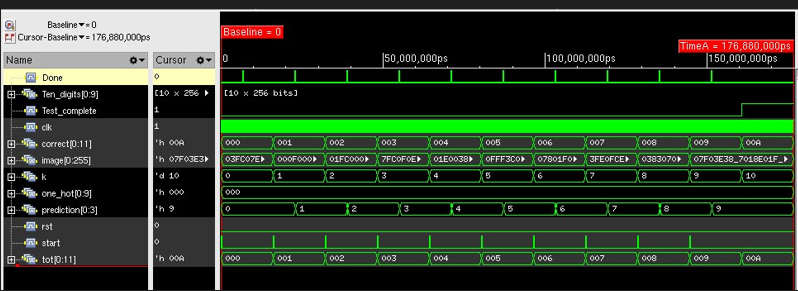 Baseline▼= 0
Cursor-Baseline▼= 176,880,000ps
Baseline = 0
TimeA = 176,880,000ps
0 50,000,000ps 100,000,000ps 150,000,000ps
Name Cursor
Done 0
Ten_digits[0:9] [10 x 256 [10 x 256 bits]
Test_complete 1
clk 1
correct[0:11] 'h 00A 000 001 002 003 004 005 006 007 008 009 00A
image[0:255] 'h 07F03E3 03FC07E 000F000 01FC000 7FC0F0E 01E0038 0FFF3C0 07801F0 3FE0FCE 0383070 07F03E38_7018E01F_
k 'd 10 0 1 2 3 4 5 6 7 8 9 10
one_hot[0:9] 'h 000 000
prediction[0:3] 'h 9 0 1 2 3 4 5 6 7 8 9
rst 0
start 0
tot[0:11] 'h 00A 000 001 002 003 004 005 006 007 008 009 00A